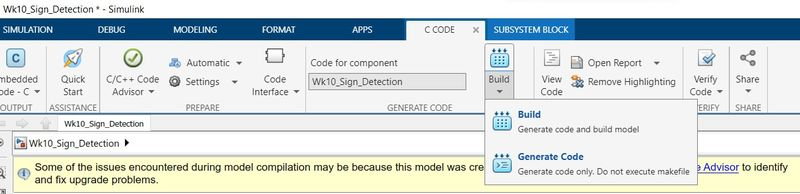 Wk10_Sign_Detection * - Simulink
SIMULATION DEBUG MODELING FORMAT APPS C CODE SUBSYSTEM BLOCK
C
Embedded Code - C
OUTPUT
Quick Start
ASSISTANCE
C/C++ Code Advisor
Automatic
Settings
Code Interface
PREPARE
Code for component
Wk10_Sign_Detection
GENERATE CODE
Build
View Code
Open Report
Remove Highlighting
Verify Code
VERIFY
Share
SHARE
Build
Generate code and build model
Generate Code
Generate code only. Do not execute makefile
Wk10_Sign_Detection
Wk10_Sign_Detection
Some of the issues encountered during model compilation may be because this model was cre
e Advisor to identify
and fix upgrade problems.